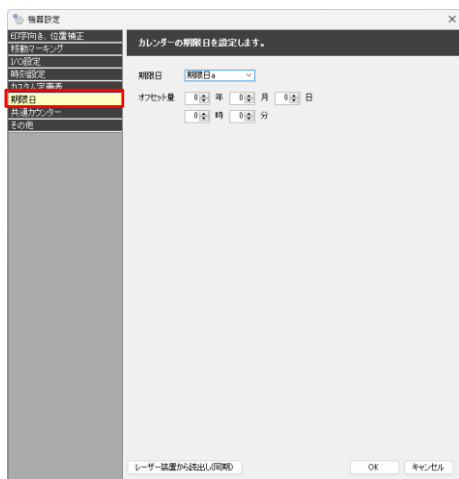 機器設定
印字向き、位置補正
移動マーキング
I/O設定
時刻設定
カスタム定義表
期限日
共通カウンター
その他
カレンダーの期限日を設定します。
期限日 期限日a
オフセット量 0 年 0 月 0 日
0 時 0 分
レーザー装置から読出し(同期) OK キャンセル